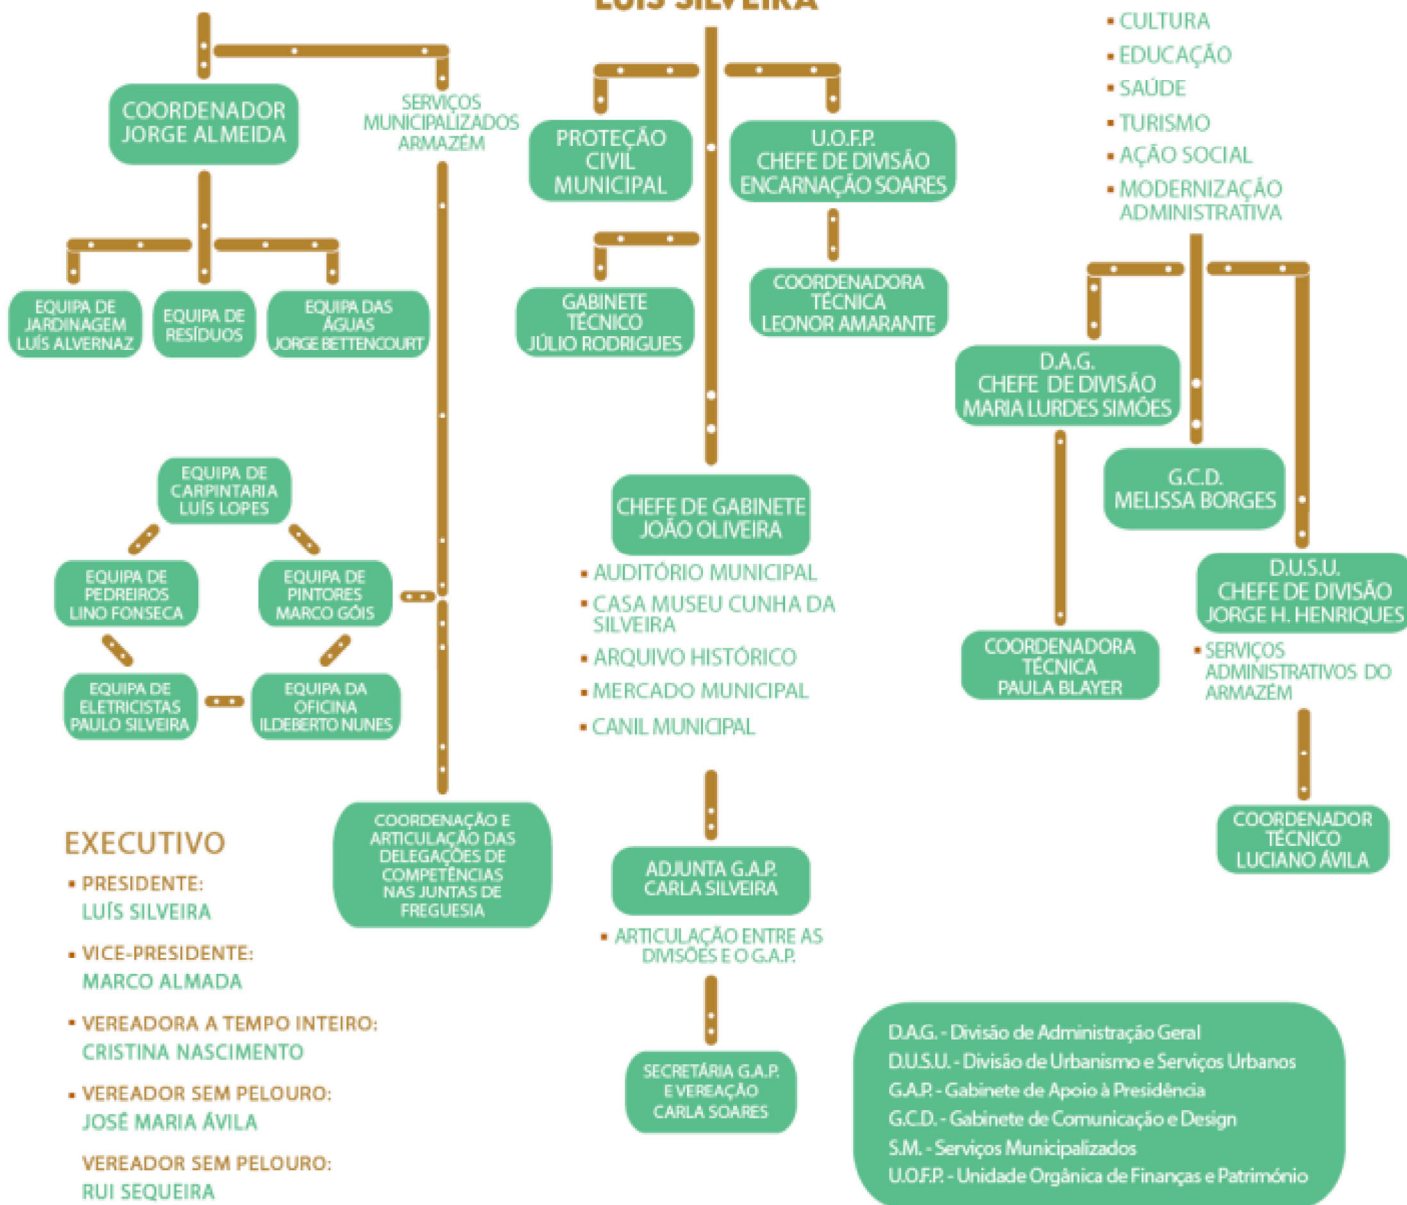 LUÍS SILVEIRA
COORDENADOR
JORGE ALMEIDA
SERVIÇOS
MUNICIPALIZADOS
ARMAZÉM
EQUIPA DE
JARDINAGEM
LUÍS ALVERNAZ
EQUIPA DE
RESÍDUOS
EQUIPA DAS
ÁGUAS
JORGE BETTENCOURT
EQUIPA DE
CARPINTARIA
LUÍS LOPES
EQUIPA DE
PEDREIROS
LINO FONSECA
EQUIPA DE
PINTORES
MARCO GÓIS
EQUIPA DE
ELETRICISTAS
PAULO SILVEIRA
EQUIPA DA
OFICINA
ILDEBERTO NUNES
COORDENAÇÃO E
ARTICULAÇÃO DAS
DELEGAÇÕES DE
COMPETÊNCIAS
NAS JUNTAS DE
FREGUESIA
PROTEÇÃO
CIVIL
MUNICIPAL
U.O.F.P.
CHEFE DE DIVISÃO
ENCARNAÇÃO SOARES
GABINETE
TÉCNICO
JÚLIO RODRIGUES
COORDENADORA
TÉCNICA
LEONOR AMARANTE
CHEFE DE GABINETE
JOÃO OLIVEIRA
▪ AUDITÓRIO MUNICIPAL
▪ CASA MUSEU CUNHA DA
SILVEIRA
▪ ARQUIVO HISTÓRICO
▪ MERCADO MUNICIPAL
▪ CANIL MUNICIPAL
ADJUNTA G.A.P.
CARLA SILVEIRA
▪ ARTICULAÇÃO ENTRE AS
DIVISÕES E O G.A.P.
SECRETÁRIA G.A.P.
E VEREAÇÃO
CARLA SOARES
▪ CULTURA
▪ EDUCAÇÃO
▪ SAÚDE
▪ TURISMO
▪ AÇÃO SOCIAL
▪ MODERNIZAÇÃO
ADMINISTRATIVA
D.A.G.
CHEFE DE DIVISÃO
MARIA LURDES SIMÕES
G.C.D.
MELISSA BORGES
D.U.S.U.
CHEFE DE DIVISÃO
JORGE H. HENRIQUES
COORDENADORA
TÉCNICA
PAULA BLAYER
▪ SERVIÇOS
ADMINISTRATIVOS DO
ARMAZÉM
COORDENADOR
TÉCNICO
LUCIANO ÁVILA
EXECUTIVO
▪ PRESIDENTE:
LUÍS SILVEIRA
▪ VICE-PRESIDENTE:
MARCO ALMADA
▪ VEREADORA A TEMPO INTEIRO:
CRISTINA NASCIMENTO
▪ VEREADOR SEM PELOURO:
JOSÉ MARIA ÁVILA
VEREADOR SEM PELOURO:
RUI SEQUEIRA
D.A.G. - Divisão de Administração Geral
D.U.S.U. - Divisão de Urbanismo e Serviços Urbanos
G.A.P. - Gabinete de Apoio à Presidência
G.C.D. - Gabinete de Comunicação e Design
S.M. - Serviços Municipalizados
U.O.F.P. - Unidade Orgânica de Finanças e Património